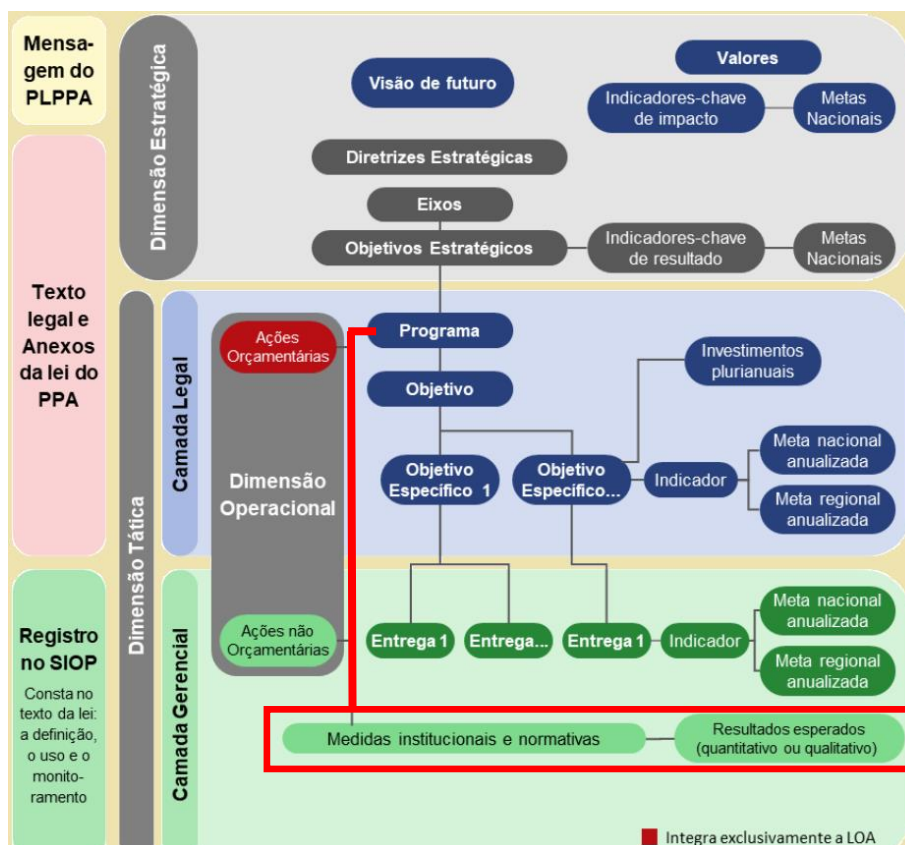 Mensa-
gem do
PLPPA
Texto
legal e
Anexos
da lei do
PPA
Registro
no SIOP
Consta no
texto da lei:
a definição,
o uso e o
monito-
ramento
Dimensão Estratégica
Visão de futuro
Valores
Indicadores-chave
de impacto
Metas
Nacionais
Diretrizes Estratégicas
Eixos
Objetivos Estratégicos
Indicadores-chave
de resultado
Metas
Nacionais
Dimensão Tática
Camada Legal
Ações
Orçamentárias
Dimensão
Operacional
Ações não
Orçamentárias
Programa
Objetivo
Investimentos
plurianuais
Objetivo
Específico 1
Objetivo
Específico...
Indicador
Meta nacional
anualizada
Meta regional
anualizada
Camada Gerencial
Entrega 1
Entrega...
Entrega 1
Indicador
Meta nacional
anualizada
Meta regional
anualizada
Medidas institucionais e normativas
Resultados esperados
(quantitativo ou qualitativo)
Integra exclusivamente a LOA